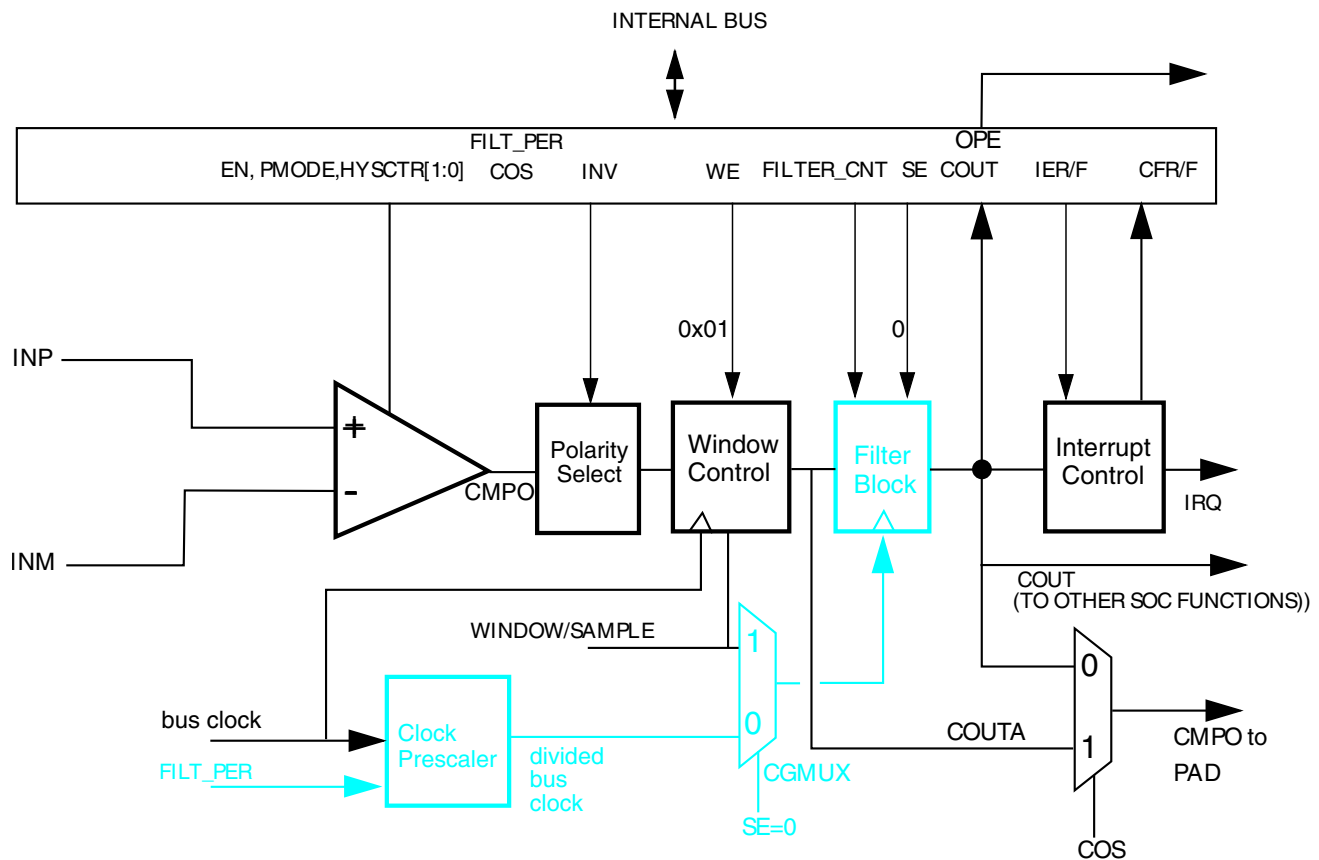 INTERNAL BUS
FILT_PER
OPE
EN, PMODE,HYSCTR[1:0]
COS
INV
WE
FILTER_CNT
SE
COUT
IER/F
CFR/F
0x01
0
INP
+
-
INM
CMPO
Polarity
Select
Window
Control
Filter
Block
Interrupt
Control
IRQ
COUT
(TO OTHER SOC FUNCTIONS))
WINDOW/SAMPLE
1
0
CGMUX
SE=0
bus clock
FILT_PER
Clock
Prescaler
divided
bus
clock
COUTA
0
1
CMPO to
PAD
COS